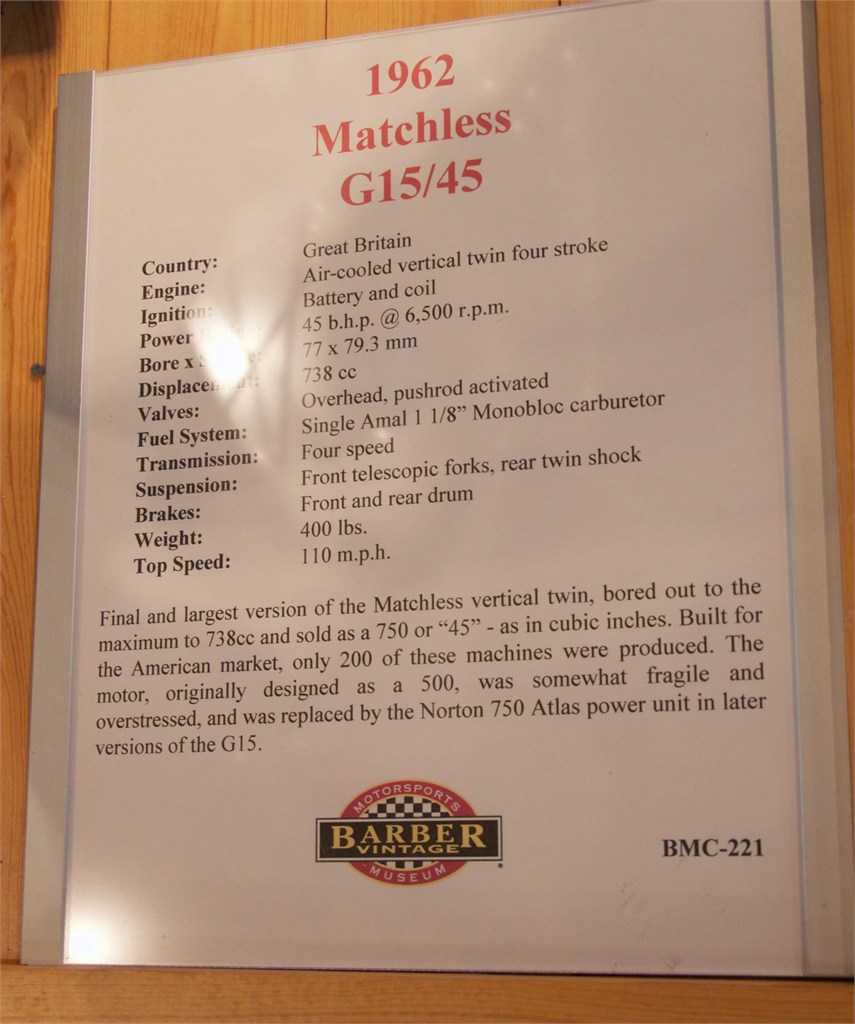 1962
Matchless
G15/45
Country: Great Britain
Engine: Air-cooled vertical twin four stroke
Ignition: Battery and coil
Power 45 b.h.p. @ 6,500 r.p.m.
Bore x 77 x 79.3 mm
Displacement: 738 cc
Valves: Overhead, pushrod activated
Fuel System: Single Amal 1 1/8” Monobloc carburetor
Transmission: Four speed
Suspension: Front telescopic forks, rear twin shock
Brakes: Front and rear drum
Weight: 400 lbs.
Top Speed: 110 m.p.h.
Final and largest version of the Matchless vertical twin, bored out to the
maximum to 738cc and sold as a 750 or “45” - as in cubic inches. Built for
the American market, only 200 of these machines were produced. The
motor, originally designed as a 500, was somewhat fragile and
overstressed, and was replaced by the Norton 750 Atlas power unit in later
versions of the G15.
MOTORSPORTS
BARBER
VINTAGE
MUSEUM
BMC-221